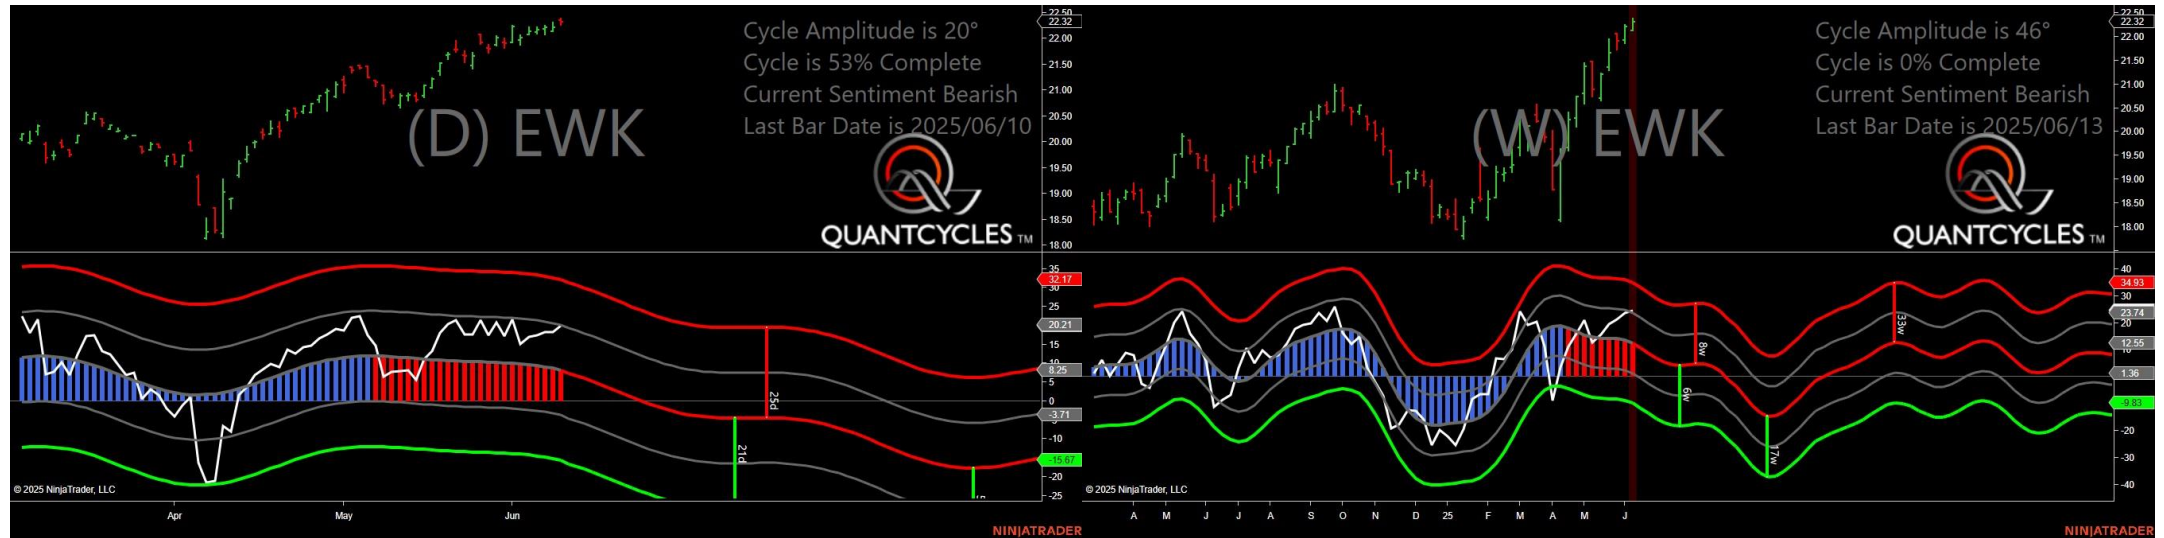 Cycle Amplitude is 20°
Cycle is 53% Complete
Current Sentiment Bearish
Last Bar Date is 2025/06/10
(D) EWK
QUANTCYCLES TM
22.50
22.32
22.00
21.50
21.00
20.50
20.00
19.50
19.00
18.50
18.00
35
32.17
30
25
20.21
15
10
8.25
5
0
-3.71
-10
-15.67
-20
-25
25d
21d
© 2025 NinjaTrader, LLC
Apr May Jun
NINJATRADER
Cycle Amplitude is 46°
Cycle is 0% Complete
Current Sentiment Bearish
Last Bar Date is 2025/06/13
(W) EWK
QUANTCYCLES TM
22.50
22.32
22.00
21.50
21.00
20.50
20.00
19.50
19.00
18.50
18.00
40
34.93
30
23.74
20
12.55
10
1.36
-9.83
-20
-30
-40
8w
6w
17w
33w
© 2025 NinjaTrader, LLC
A M J J A S O N D 25 F M A M J
NINJATRADER